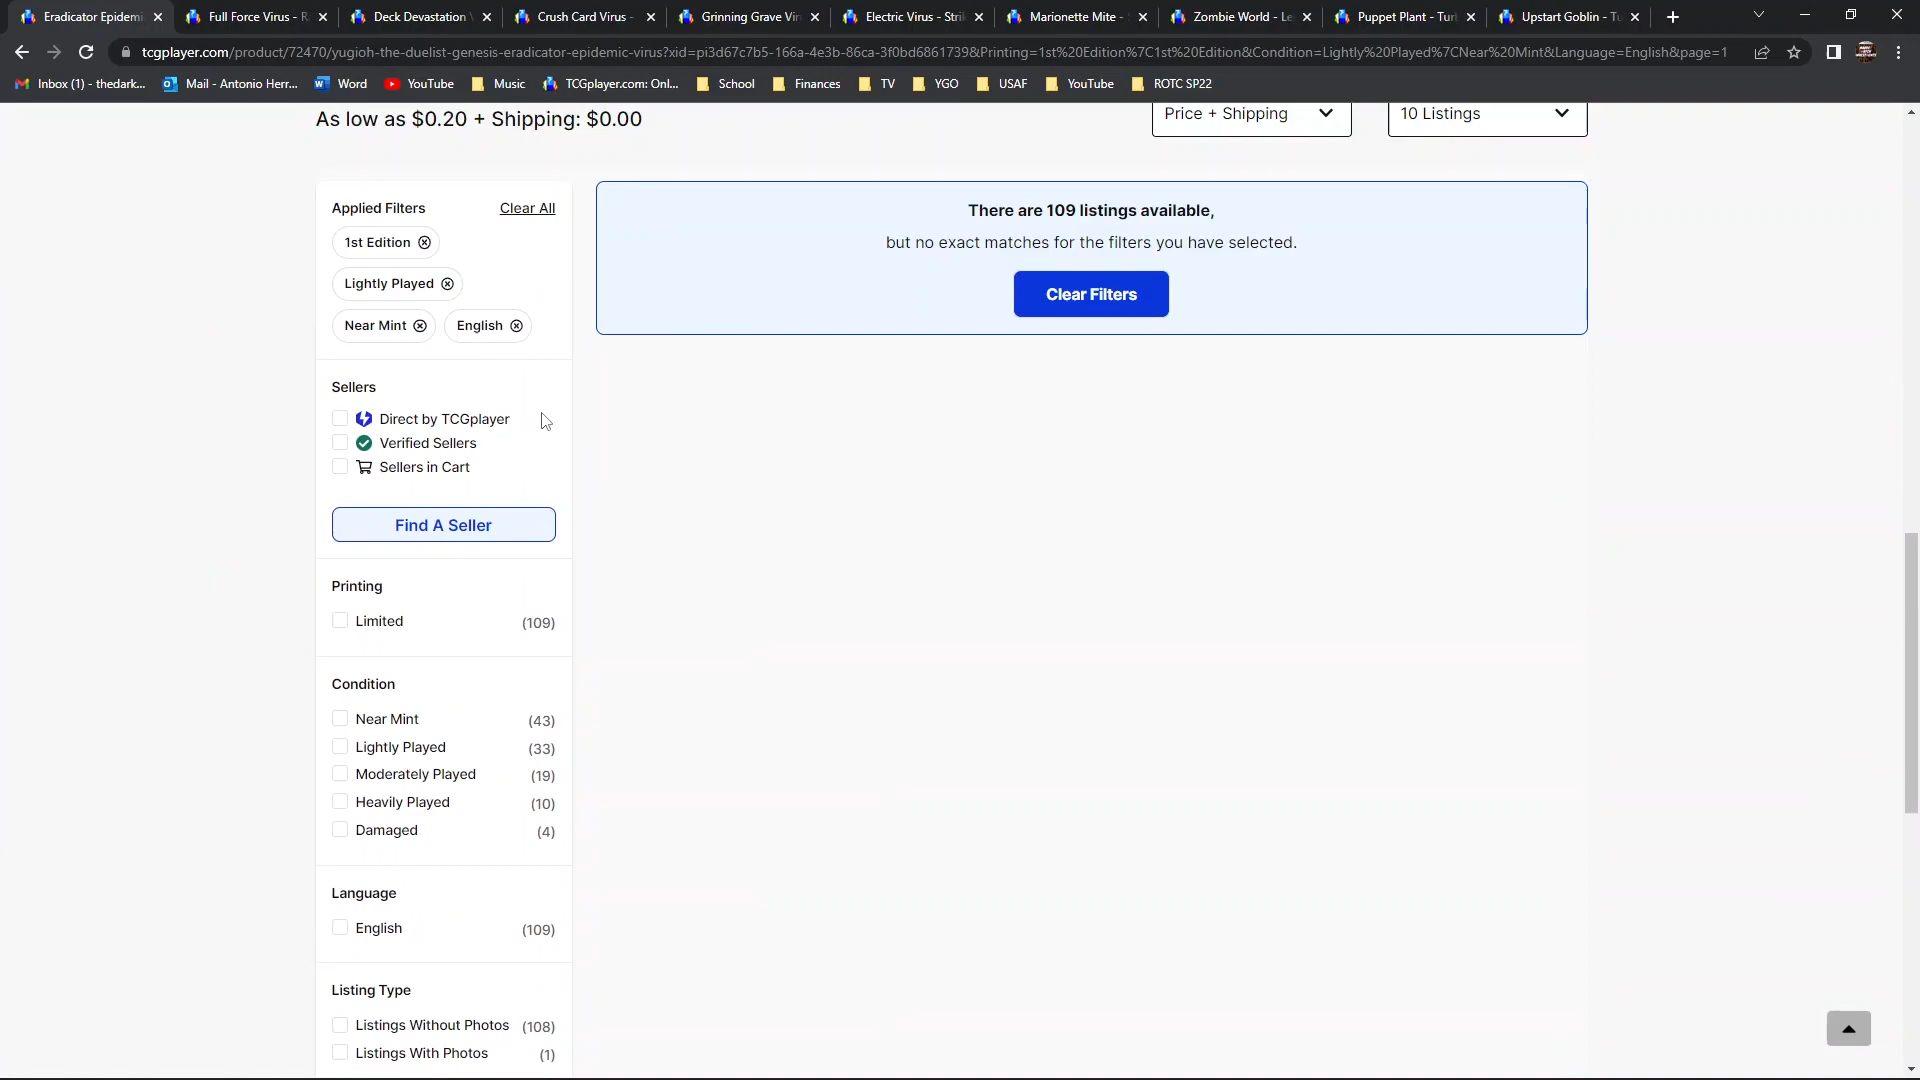 Eradicator Epidemi
Full Force Virus - R
Deck Devastation V
Crush Card Virus -
Grinning Grave Vir
Electric Virus - Stri
Marionette Mite -
Zombie World - Le
Puppet Plant - Tur
Upstart Goblin - Tu
tcgplayer.com/product/72470/yugioh-the-duelist-genesis-eradicator-epidemic-virus?xid=pi3d67c7b5-166a-4e3b-86ca-3f0bd6861739&Printing=1st%20Edition%7C1st%20Edition&Condition=Lightly%20Played%7CNear%20Mint&Language=English&page=1
Inbox (1) - thedark...
Mail - Antonio Herr...
Word
YouTube
Music
TCGplayer.com: Onl...
School
Finances
TV
YGO
USAF
YouTube
ROTC SP22
As low as $0.20 + Shipping: $0.00
Price + Shipping
10 Listings
Applied Filters
Clear All
1st Edition
Lightly Played
Near Mint
English
There are 109 listings available,
but no exact matches for the filters you have selected.
Clear Filters
Sellers
Direct by TCGplayer
Verified Sellers
Sellers in Cart
Find A Seller
Printing
Limited (109)
Condition
Near Mint (43)
Lightly Played (33)
Moderately Played (19)
Heavily Played (10)
Damaged (4)
Language
English (109)
Listing Type
Listings Without Photos (108)
Listings With Photos (1)